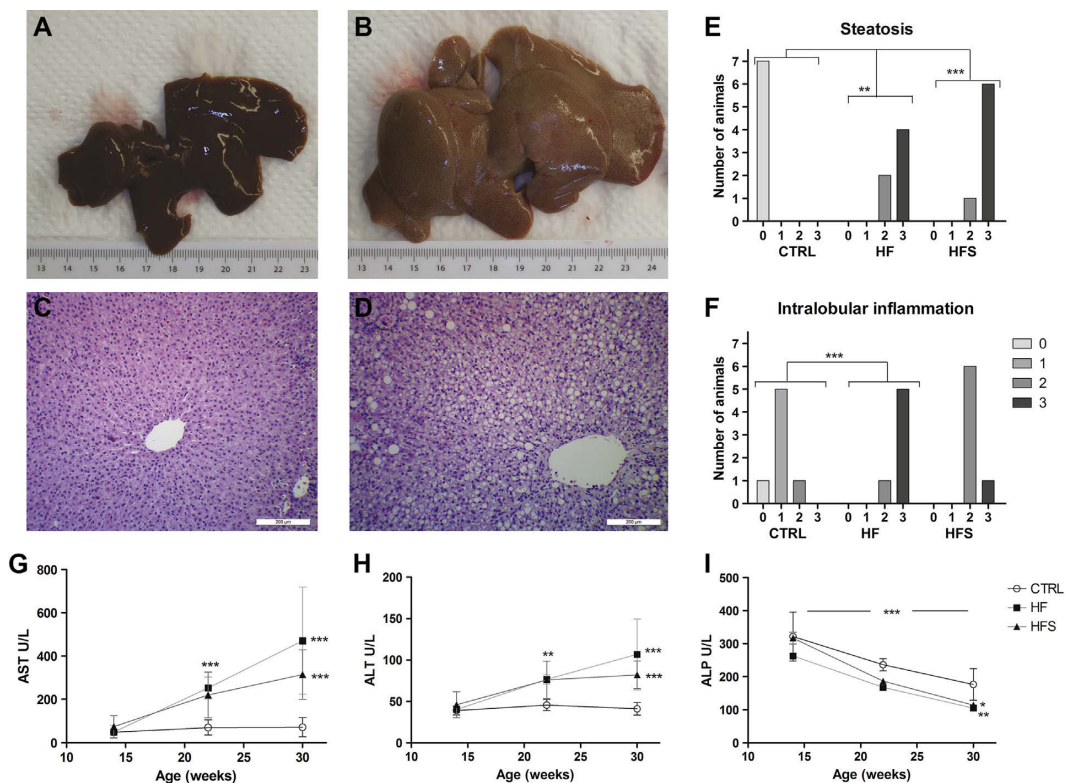 A
B
13 14 15 16 17 18 19 20 21 22 23
13 14 15 16 17 18 19 20 21 22 23 24
C
D
200 µm
200 µm
E
Steatosis
Number of animals
7
6
5
4
3
2
1
0
**
***
***
0 1 2 3 0 1 2 3 0 1 2 3
CTRL HF HFS
F
Intralobular inflammation
Number of animals
7
6
5
4
3
2
1
0
***
0 1 2 3 0 1 2 3 0 1 2 3
CTRL HF HFS
0
1
2
3
G
AST U/L
800
600
400
200
0
***
***
***
10 15 20 25 30
Age (weeks)
H
ALT U/L
200
150
100
50
0
**
***
***
10 15 20 25 30
Age (weeks)
I
ALP U/L
500
400
300
200
100
0
***
*
**
10 15 20 25 30
Age (weeks)
CTRL
HF
HFS